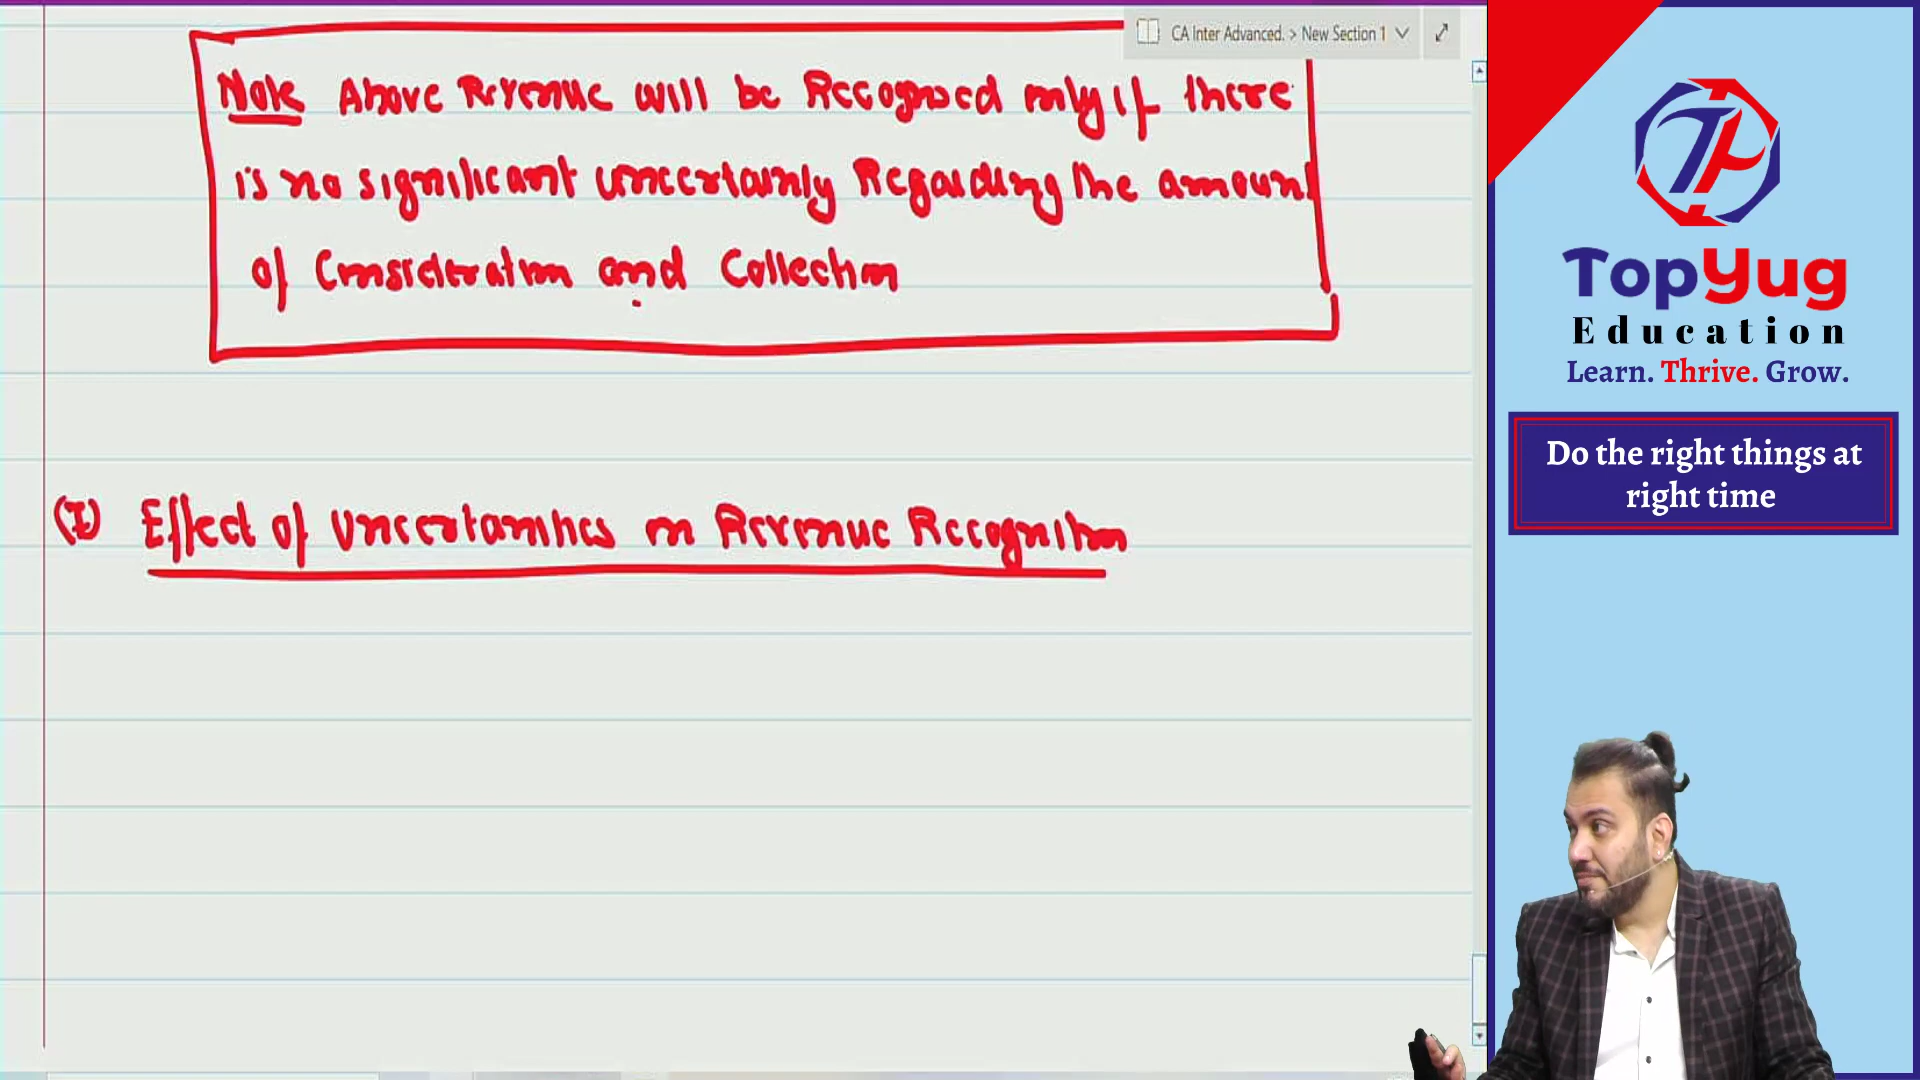 CA Inter Advanced. > New Section 1
Note Above Revenue will be Recognised only if there
is no significant uncertainty Regarding the amount
of Consideration and Collection
(I) Effect of Uncertainties on Revenue Recognition
TopYug
Education
Learn. Thrive. Grow.
Do the right things at
right time